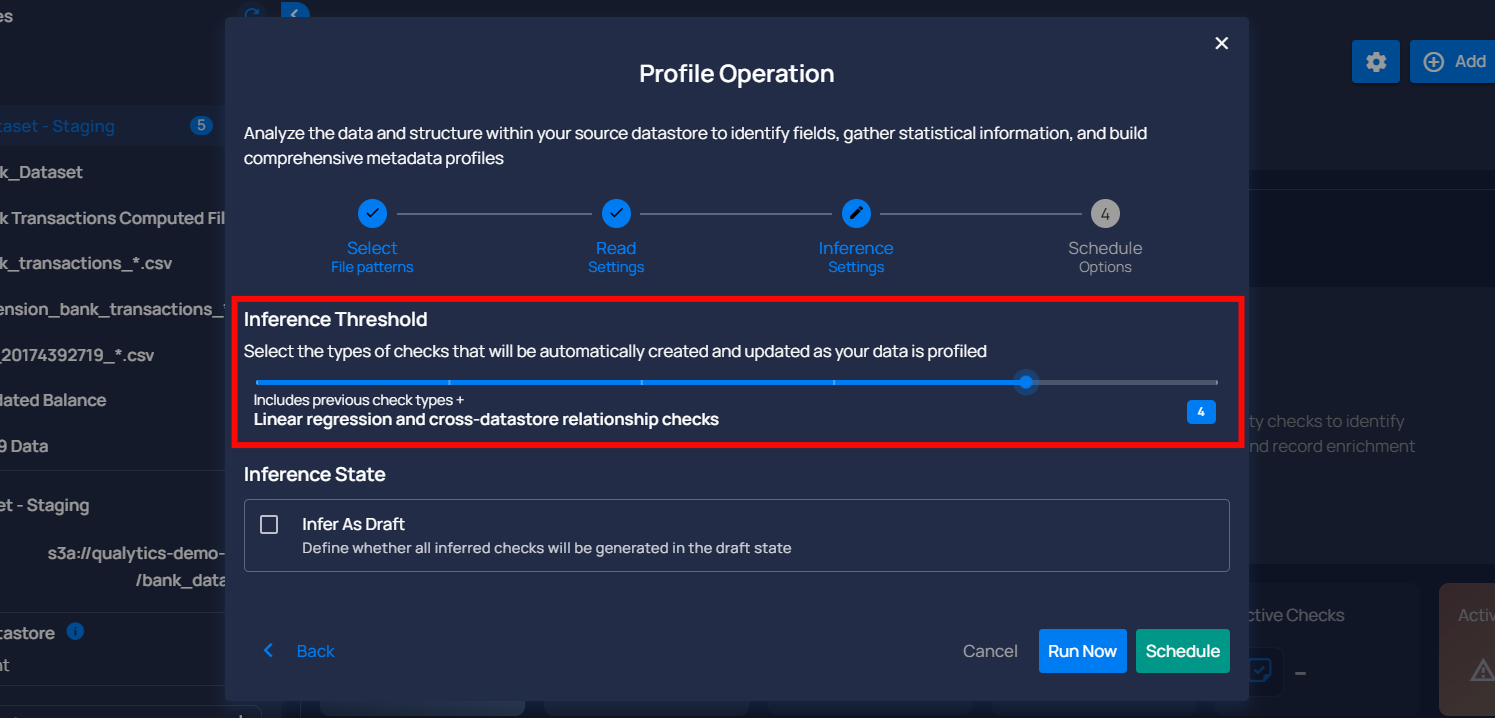 es
Profile Operation
Add
taset - Staging
5
Analyze the data and structure within your source datastore to identify fields, gather statistical information, and build
comprehensive metadata profiles
k_Dataset
k Transactions Computed Fil
k_transactions_*.csv
ension_bank_transactions_*
_20174392719_*.csv
lated Balance
9 Data
et - Staging
s3a://qualytics-demo-
/bank_data
tastore
nt
4
Select
Read
Inference
Schedule
File patterns
Settings
Settings
Options
Inference Threshold
Select the types of checks that will be automatically created and updated as your data is profiled
Includes previous check types +
Linear regression and cross-datastore relationship checks
4
ty checks to identify
nd record enrichment
Inference State
Infer As Draft
Define whether all inferred checks will be generated in the draft state
Back
Cancel
Run Now
Schedule
ctive Checks
–
Activ